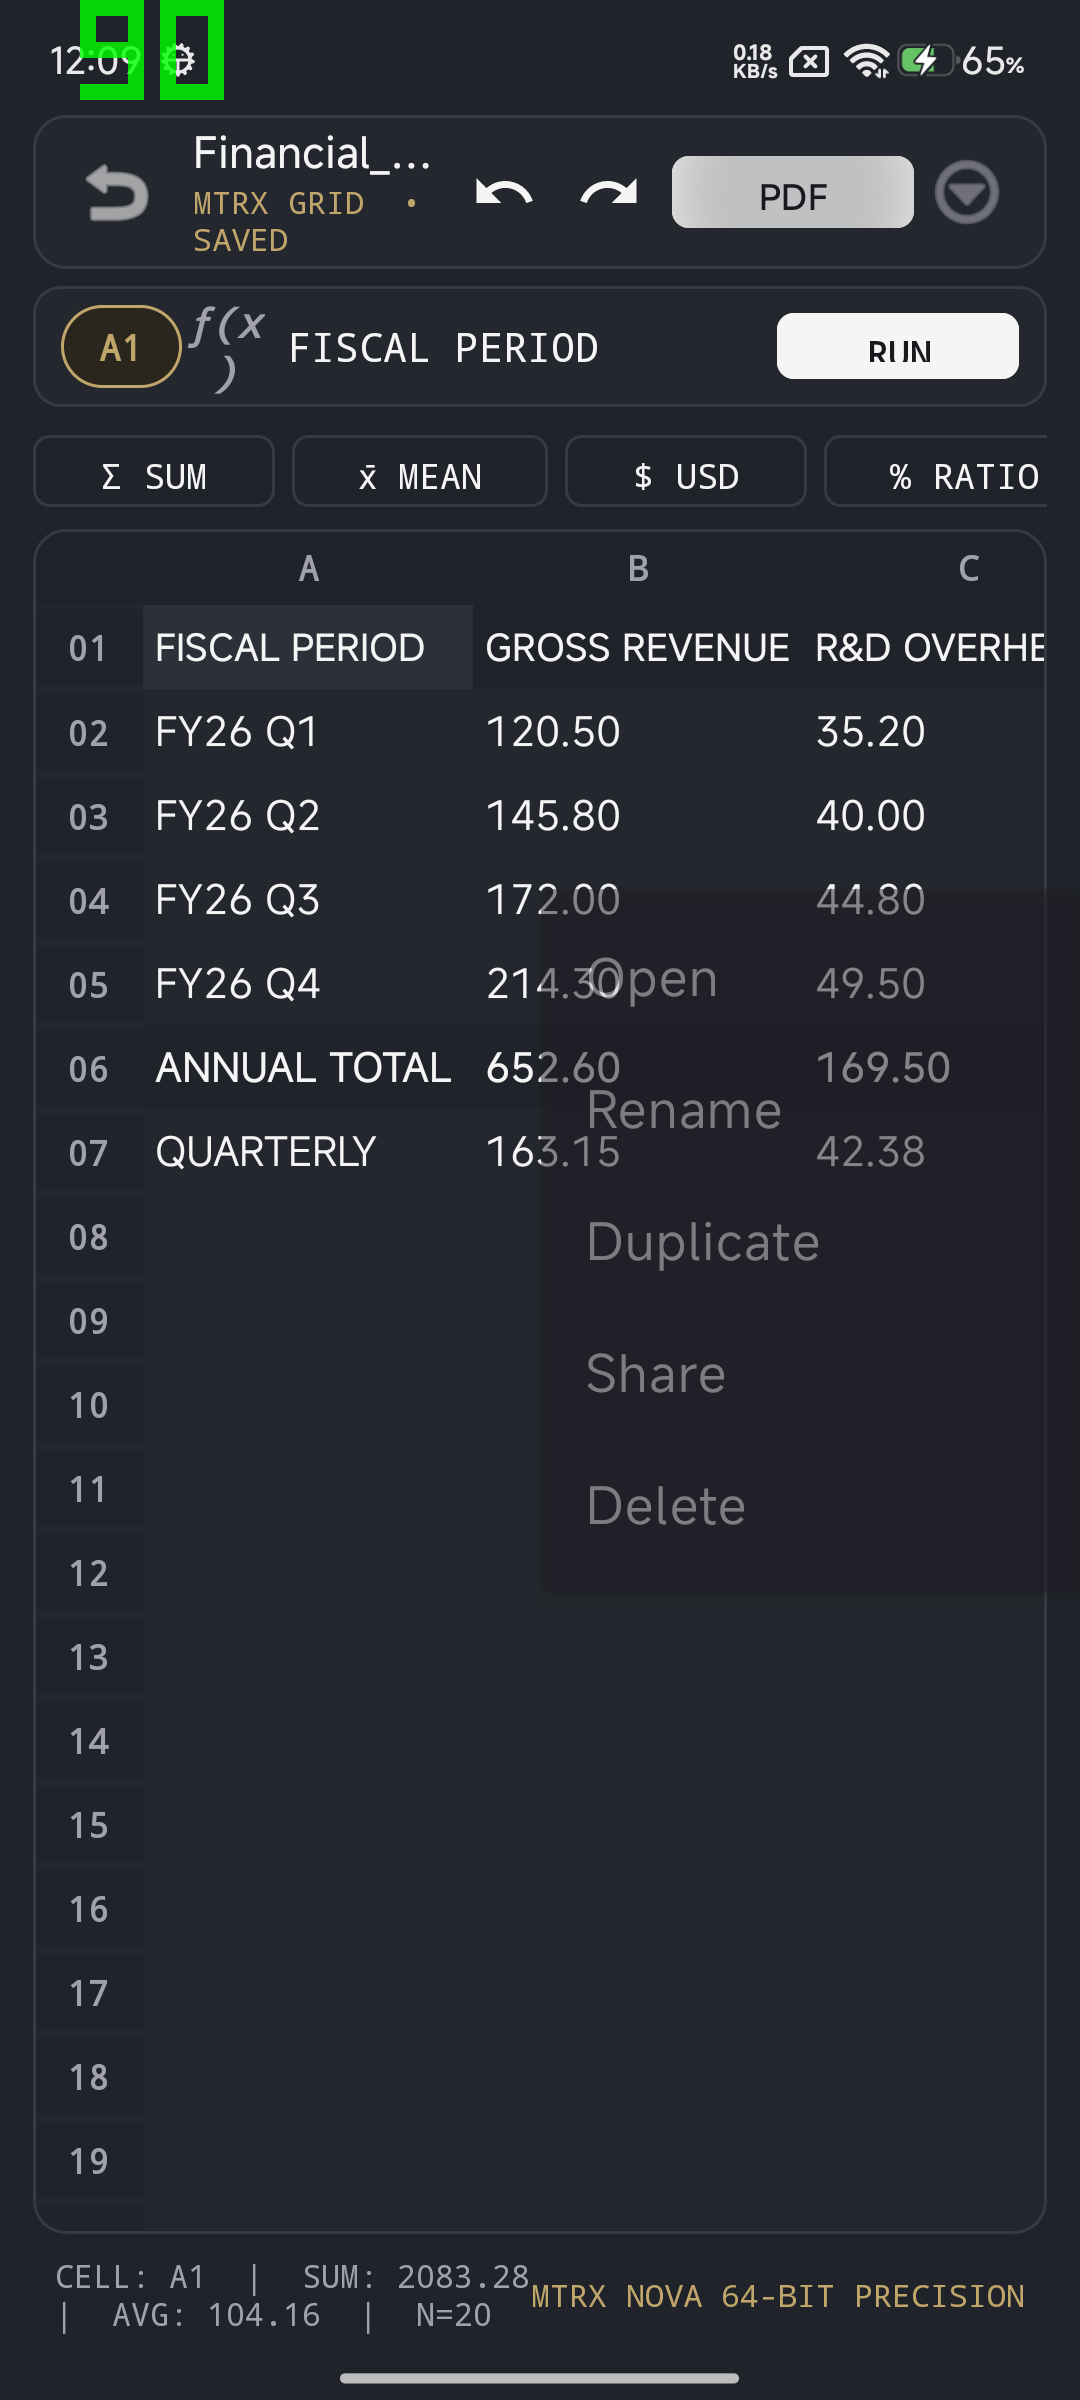 90
12:09
0.18 KB/s
65%
Financial_...
MTRX GRID •
SAVED
PDF
A1
f(x)
FISCAL PERIOD
RUN
Σ SUM
x̄ MEAN
$ USD
% RATIO
A B C
01 FISCAL PERIOD GROSS REVENUE R&D OVERHE
02 FY26 Q1 120.50 35.20
03 FY26 Q2 145.80 40.00
04 FY26 Q3 172.00 44.80
05 FY26 Q4 214.30 49.50
06 ANNUAL TOTAL 652.60 169.50
07 QUARTERLY 163.15 42.38
08
09
10
11
12
13
14
15
16
17
18
19
Open
Rename
Duplicate
Share
Delete
CELL: A1 | SUM: 2083.28
| AVG: 104.16 | N=20
MTRX NOVA 64-BIT PRECISION